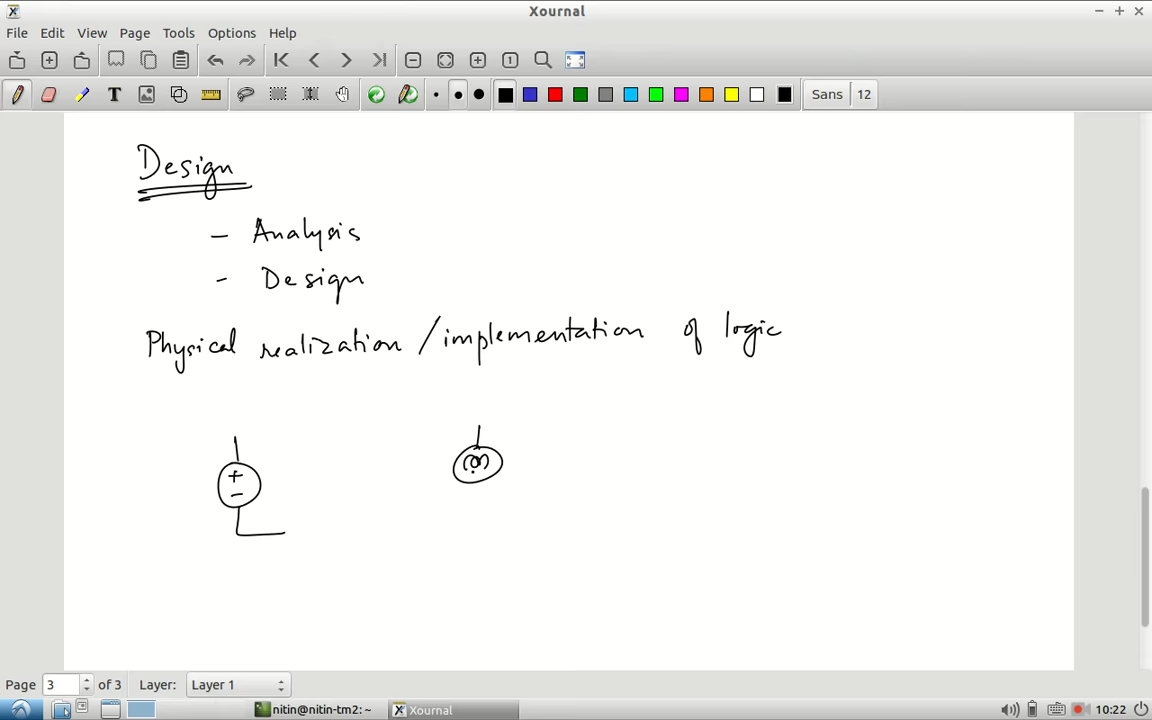 Xournal
File Edit View Page Tools Options Help
Sans 12
Design
- Analysis
- Design
Physical realization / implementation of logic
+
-
Page 3 of 3 Layer: Layer 1
nitin@nitin-tm2: ~ Xournal 10:22